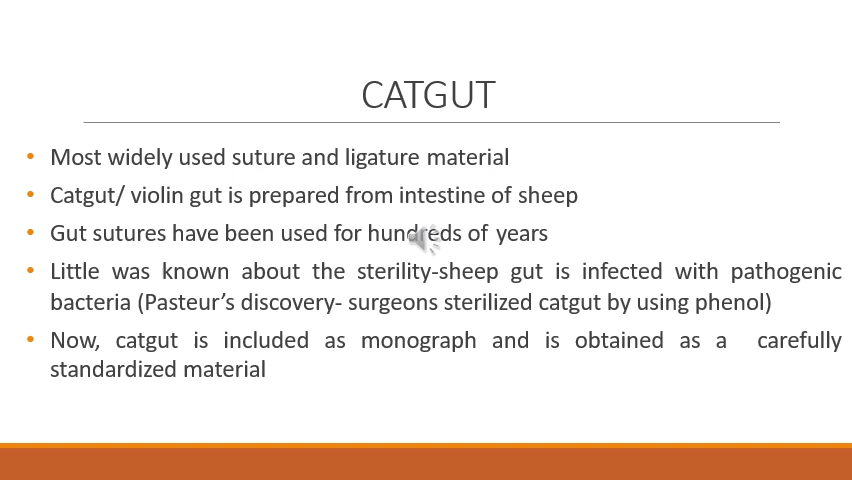 CATGUT
• Most widely used suture and ligature material
• Catgut/ violin gut is prepared from intestine of sheep
• Gut sutures have been used for hundreds of years
• Little was known about the sterility-sheep gut is infected with pathogenic
bacteria (Pasteur’s discovery- surgeons sterilized catgut by using phenol)
• Now, catgut is included as monograph and is obtained as a carefully
standardized material